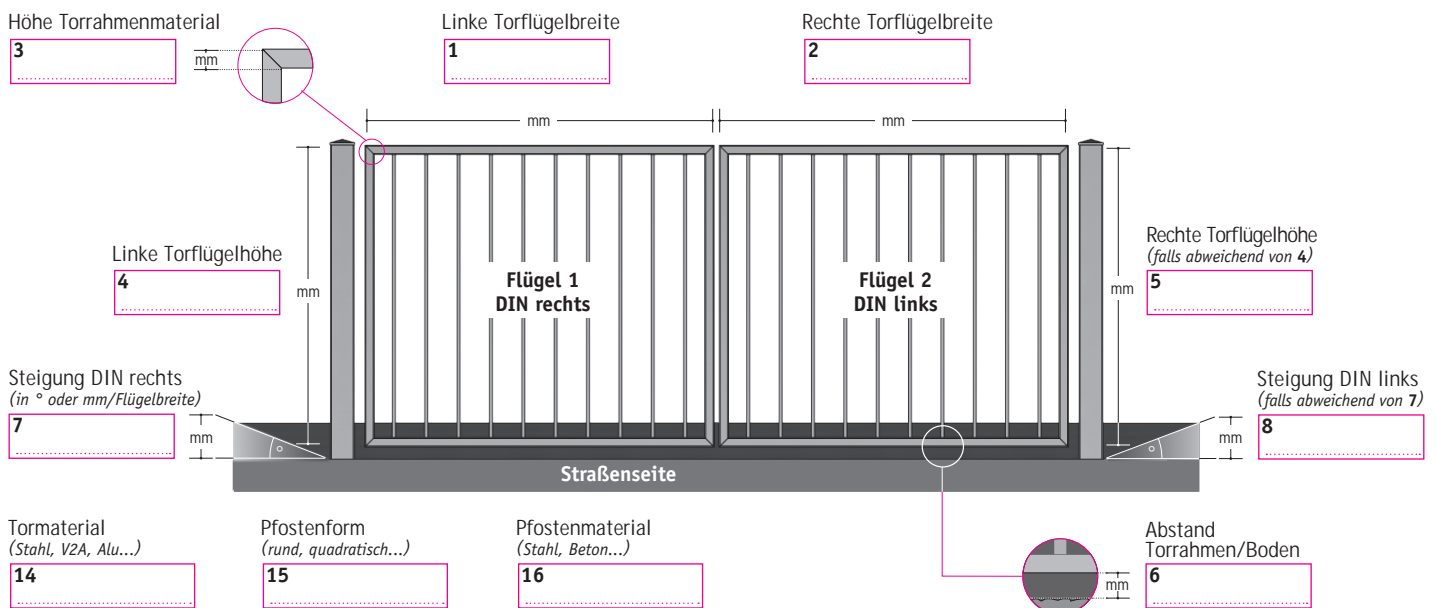 Höhe Torrahmenmaterial
3
mm
Linke Torflügelbreite
1
Rechte Torflügelbreite
2
mm
mm
Linke Torflügelhöhe
4
mm
Flügel 1
DIN rechts
Flügel 2
DIN links
mm
Rechte Torflügelhöhe
(falls abweichend von 4)
5
Steigung DIN rechts
(in ° oder mm/Flügelbreite)
7
mm
°
Straßenseite
°
mm
Steigung DIN links
(falls abweichend von 7)
8
Tormaterial
(Stahl, V2A, Alu...)
14
Pfostenform
(rund, quadratisch...)
15
Pfostenmaterial
(Stahl, Beton...)
16
mm
Abstand
Torrahmen/Boden
6